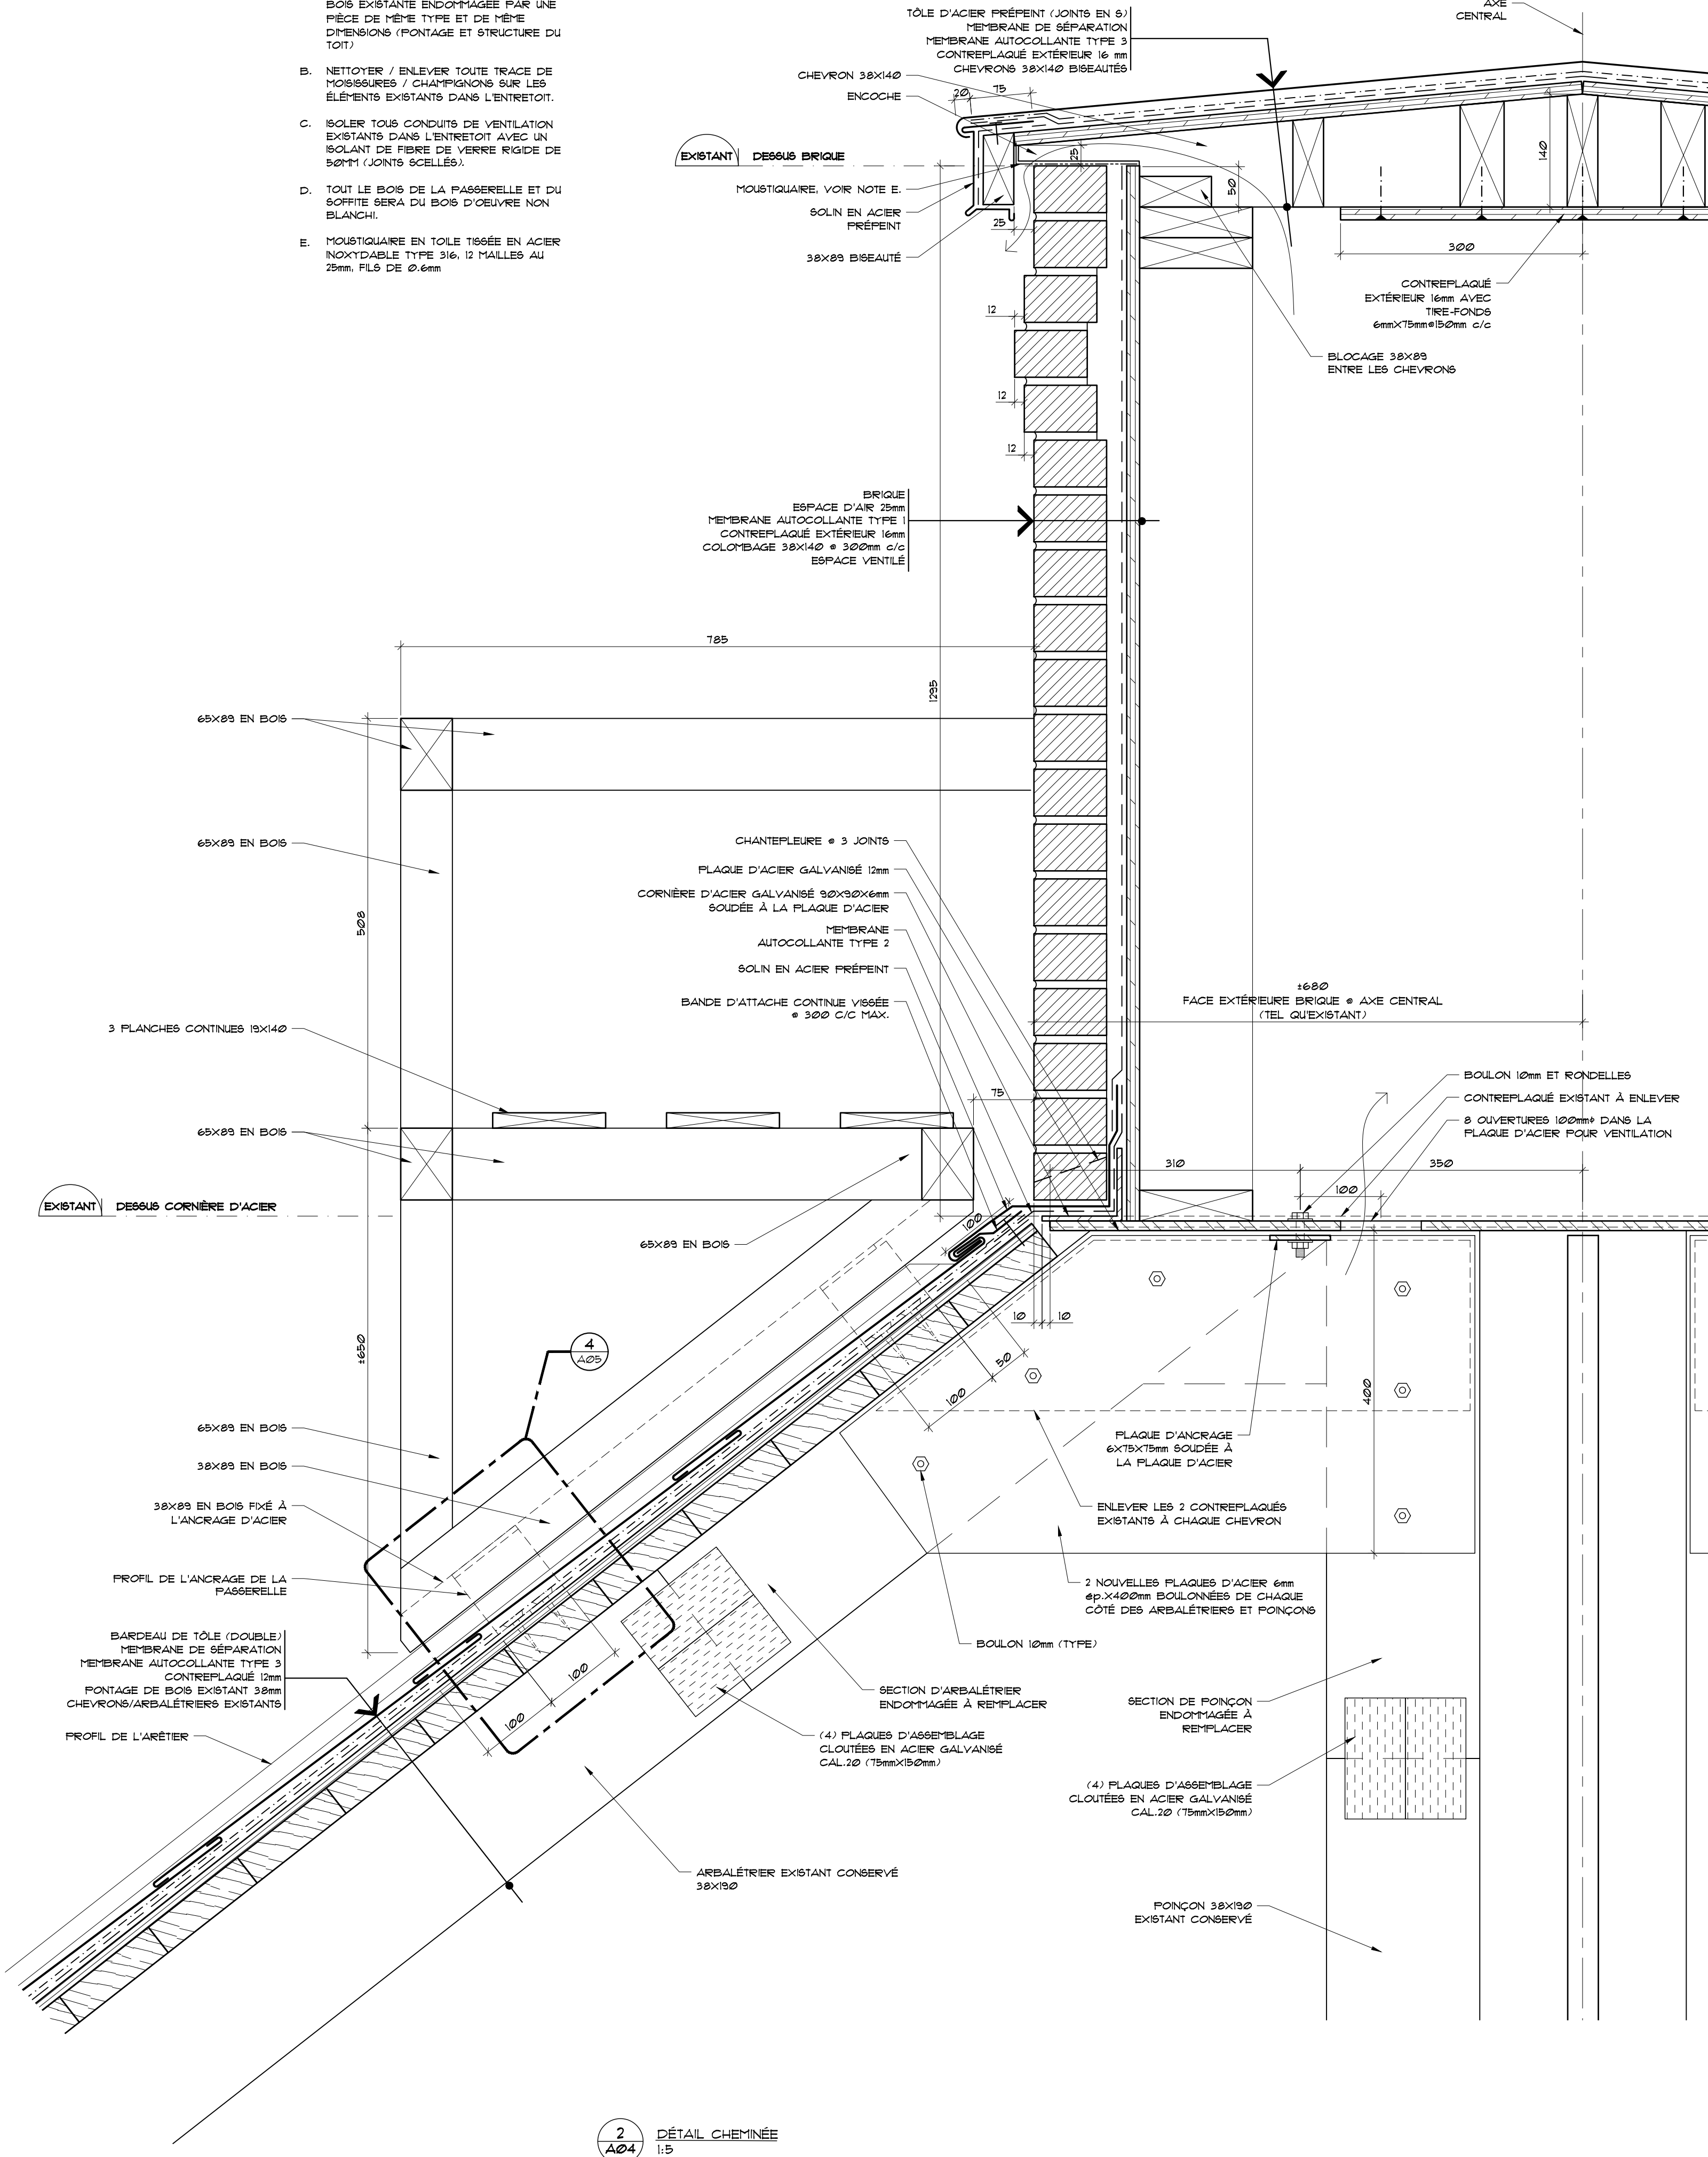 BOIS EXISTANTE ENDOMMAGÉE PAR UNE
PIÈCE DE MÊME TYPE ET DE MÊME
DIMENSIONS (PONTAGE ET STRUCTURE DU
TOIT)
B. NETTOYER / ENLEVER TOUTE TRACE DE
MOISISSURES / CHAMPIGNONS SUR LES
ÉLÉMENTS EXISTANTS DANS L'ENTRETOIT.
C. ISOLER TOUS CONDUITS DE VENTILATION
EXISTANTS DANS L'ENTRETOIT AVEC UN
ISOLANT DE FIBRE DE VERRE RIGIDE DE
50MM (JOINTS SCELLÉS).
D. TOUT LE BOIS DE LA PASSERELLE ET DU
SOFFITE SERA DU BOIS D'OEUVRE NON
BLANCHI.
E. MOUSTIQUAIRE EN TOILE TISSÉE EN ACIER
INOXYDABLE TYPE 316, 12 MAILLES AU
25mm, FILS DE 0.6mm
TÔLE D'ACIER PRÉPEINT (JOINTS EN S)
MEMBRANE DE SÉPARATION
MEMBRANE AUTOCOLLANTE TYPE 3
CONTREPLAQUÉ EXTÉRIEUR 16 mm
CHEVRONS 38X140 BISEAUTÉS
AXE
CENTRAL
CHEVRON 38X140
ENCOCHE
20
75
EXISTANT
DESSUS BRIQUE
25
50
140
MOUSTIQUAIRE, VOIR NOTE E.
SOLIN EN ACIER
PRÉPEINT
25
38X89 BISEAUTÉ
300
CONTREPLAQUÉ
EXTÉRIEUR 16mm AVEC
TIRE-FONDS
6mmX75mm@150mm c/c
12
BLOCAGE 38X89
ENTRE LES CHEVRONS
12
12
BRIQUE
ESPACE D'AIR 25mm
MEMBRANE AUTOCOLLANTE TYPE 1
CONTREPLAQUÉ EXTÉRIEUR 16mm
COLOMBAGE 38X140 @ 300mm c/c
ESPACE VENTILÉ
785
1295
65X89 EN BOIS
65X89 EN BOIS
508
CHANTEPLEURE @ 3 JOINTS
PLAQUE D'ACIER GALVANISÉ 12mm
CORNIÈRE D'ACIER GALVANISÉ 90X90X6mm
SOUDÉE À LA PLAQUE D'ACIER
MEMBRANE
AUTOCOLLANTE TYPE 2
SOLIN EN ACIER PRÉPEINT
BANDE D'ATTACHE CONTINUE VISSÉE
@ 300 C/C MAX.
±680
FACE EXTÉRIEURE BRIQUE @ AXE CENTRAL
(TEL QU'EXISTANT)
3 PLANCHES CONTINUES 19X140
75
BOULON 10mm ET RONDELLES
CONTREPLAQUÉ EXISTANT À ENLEVER
8 OUVERTURES 100mmϕ DANS LA
PLAQUE D'ACIER POUR VENTILATION
65X89 EN BOIS
310
350
100
EXISTANT
DESSUS CORNIÈRE D'ACIER
100
65X89 EN BOIS
10
10
±650
4
A05
50
100
400
65X89 EN BOIS
38X89 EN BOIS
38X89 EN BOIS FIXÉ À
L'ANCRAGE D'ACIER
PLAQUE D'ANCRAGE
6X75X75mm SOUDÉE À
LA PLAQUE D'ACIER
ENLEVER LES 2 CONTREPLAQUÉS
EXISTANTS À CHAQUE CHEVRON
PROFIL DE L'ANCRAGE DE LA
PASSERELLE
2 NOUVELLES PLAQUES D'ACIER 6mm
ép.X400mm BOULONNÉES DE CHAQUE
CÔTÉ DES ARBALÉTRIERS ET POINÇONS
BARDEAU DE TÔLE (DOUBLE)
MEMBRANE DE SÉPARATION
MEMBRANE AUTOCOLLANTE TYPE 3
CONTREPLAQUÉ 12mm
PONTAGE DE BOIS EXISTANT 38mm
CHEVRONS/ARBALÉTRIERS EXISTANTS
BOULON 10mm (TYPE)
100
100
SECTION D'ARBALÉTRIER
ENDOMMAGÉE À REMPLACER
SECTION DE POINÇON
ENDOMMAGÉE À
REMPLACER
PROFIL DE L'ARÊTIER
(4) PLAQUES D'ASSEMBLAGE
CLOUTÉES EN ACIER GALVANISÉ
CAL.20 (75mmX150mm)
(4) PLAQUES D'ASSEMBLAGE
CLOUTÉES EN ACIER GALVANISÉ
CAL.20 (75mmX150mm)
ARBALÉTRIER EXISTANT CONSERVÉ
38X190
POINÇON 38X190
EXISTANT CONSERVÉ
2
A04
DÉTAIL CHEMINÉE
1:5